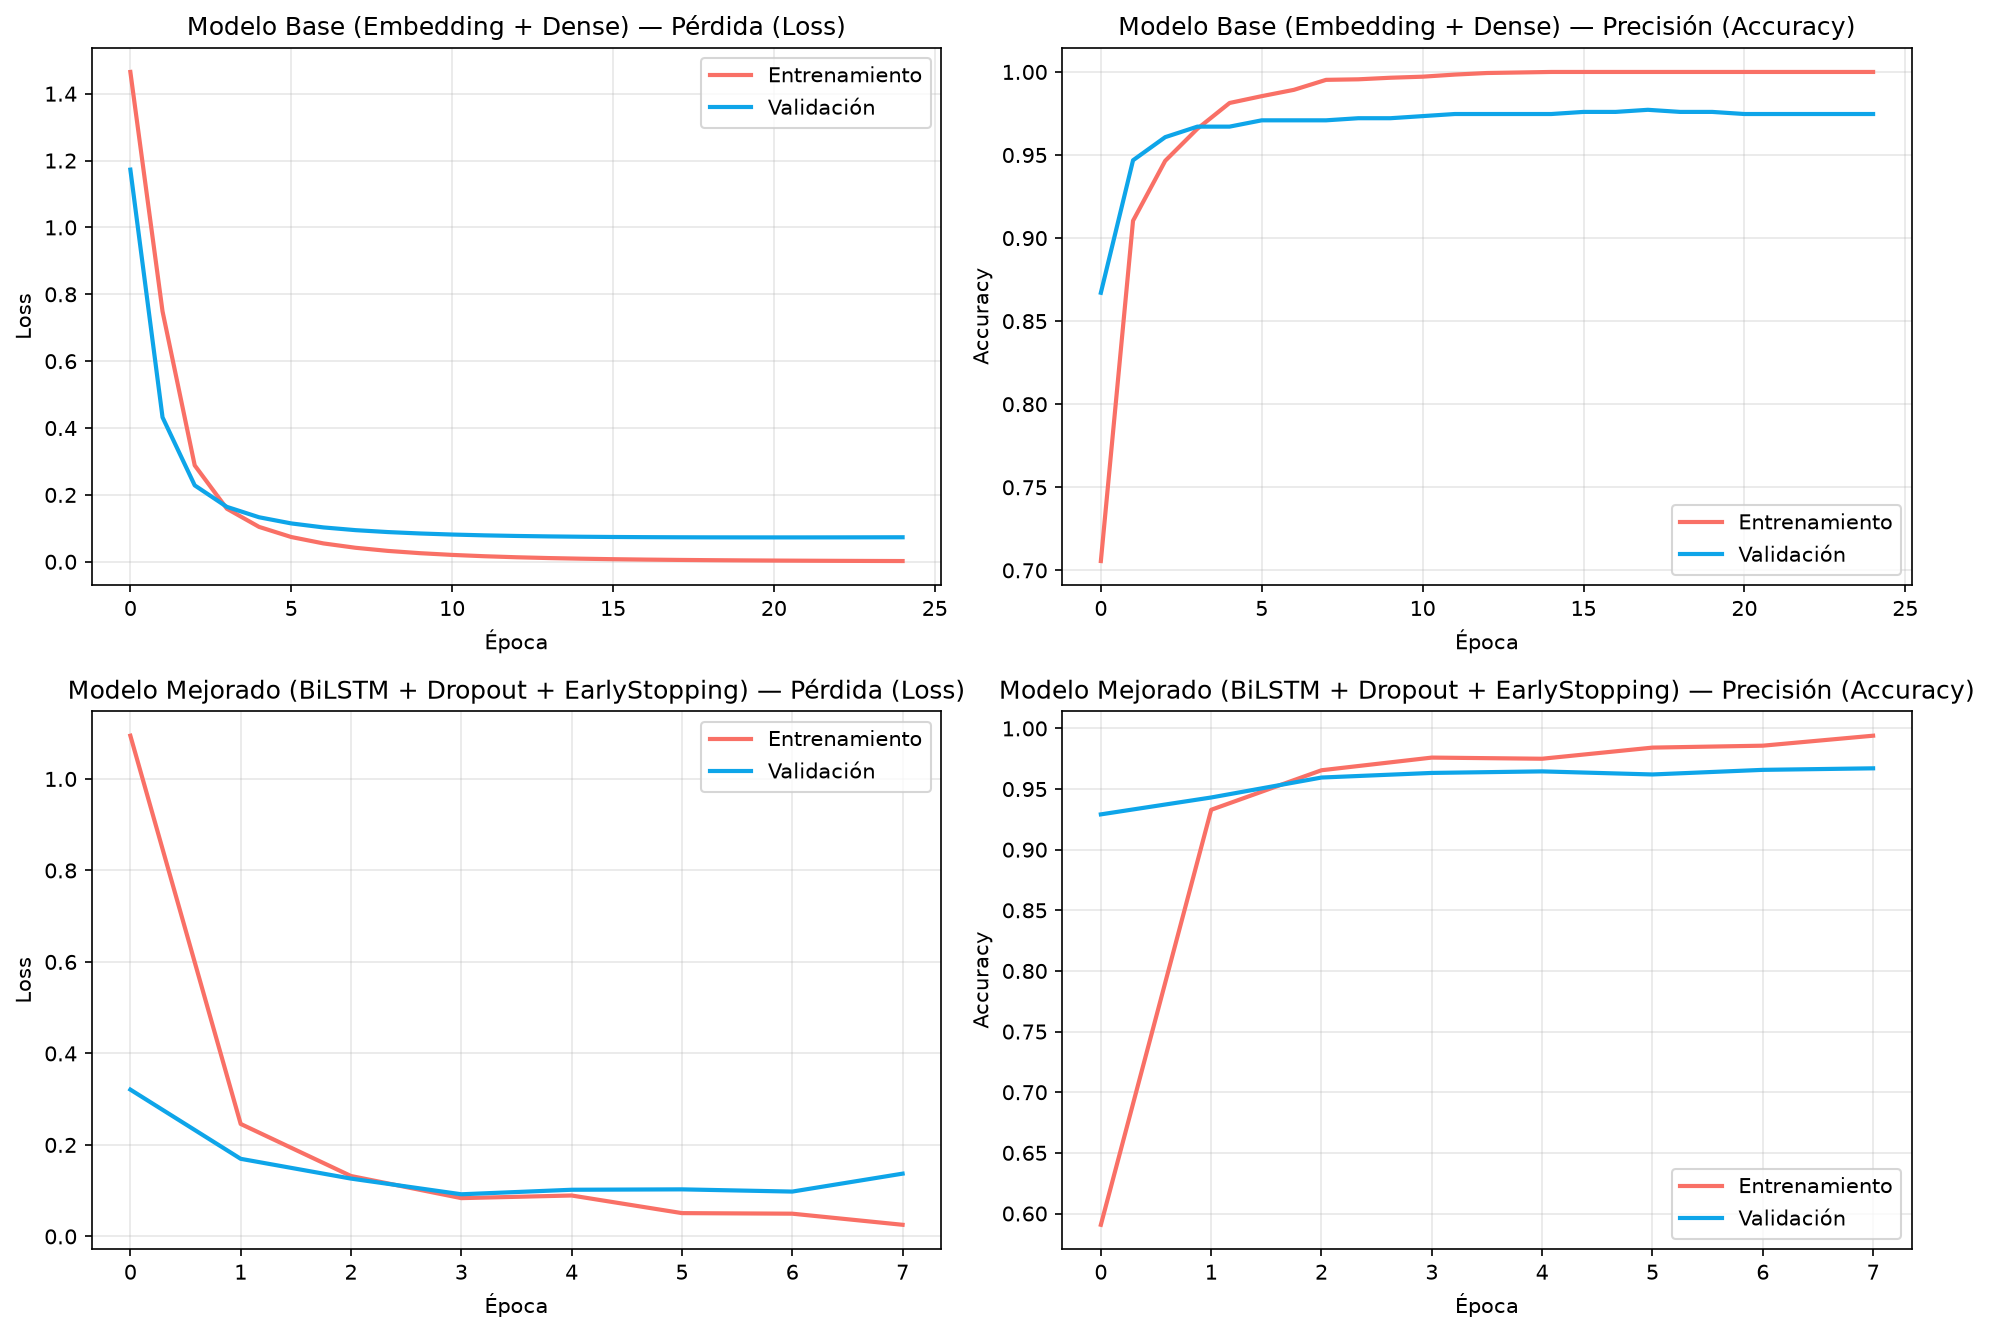 Modelo Base (Embedding + Dense) — Pérdida (Loss)
Entrenamiento
Validación
1.4
1.2
1.0
0.8
0.6
0.4
0.2
0.0
Loss
0 5 10 15 20 25
Época
Modelo Base (Embedding + Dense) — Precisión (Accuracy)
1.00
0.95
0.90
0.85
0.80
0.75
0.70
Accuracy
Entrenamiento
Validación
0 5 10 15 20 25
Época
Modelo Mejorado (BiLSTM + Dropout + EarlyStopping) — Pérdida (Loss)
Entrenamiento
Validación
1.0
0.8
0.6
0.4
0.2
0.0
Loss
0 1 2 3 4 5 6 7
Época
Modelo Mejorado (BiLSTM + Dropout + EarlyStopping) — Precisión (Accuracy)
1.00
0.95
0.90
0.85
0.80
0.75
0.70
0.65
0.60
Accuracy
Entrenamiento
Validación
0 1 2 3 4 5 6 7
Época